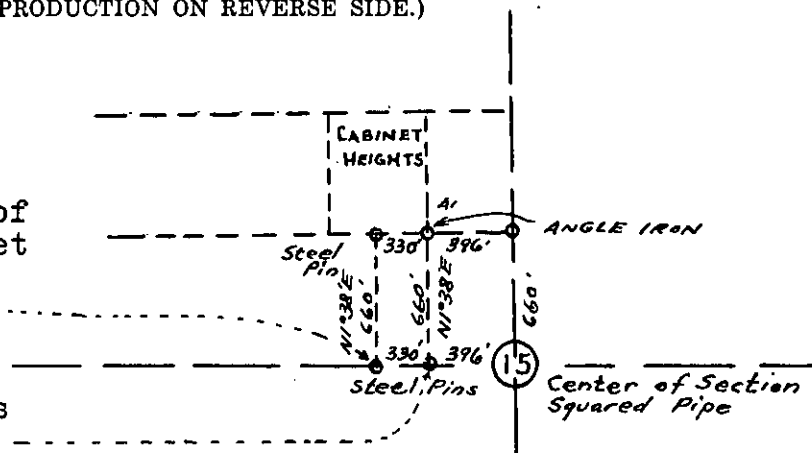 PRODUCTION ON REVERSE SIDE.)
CABINET
HEIGHTS
of
et
AI
ANGLE IRON
Steel
Pin
330'
396'
N1°38'E
660'
660'
N1°38'E
660'
330'
396'
Steel Pins
15
Center of Section
Squared Pipe
s